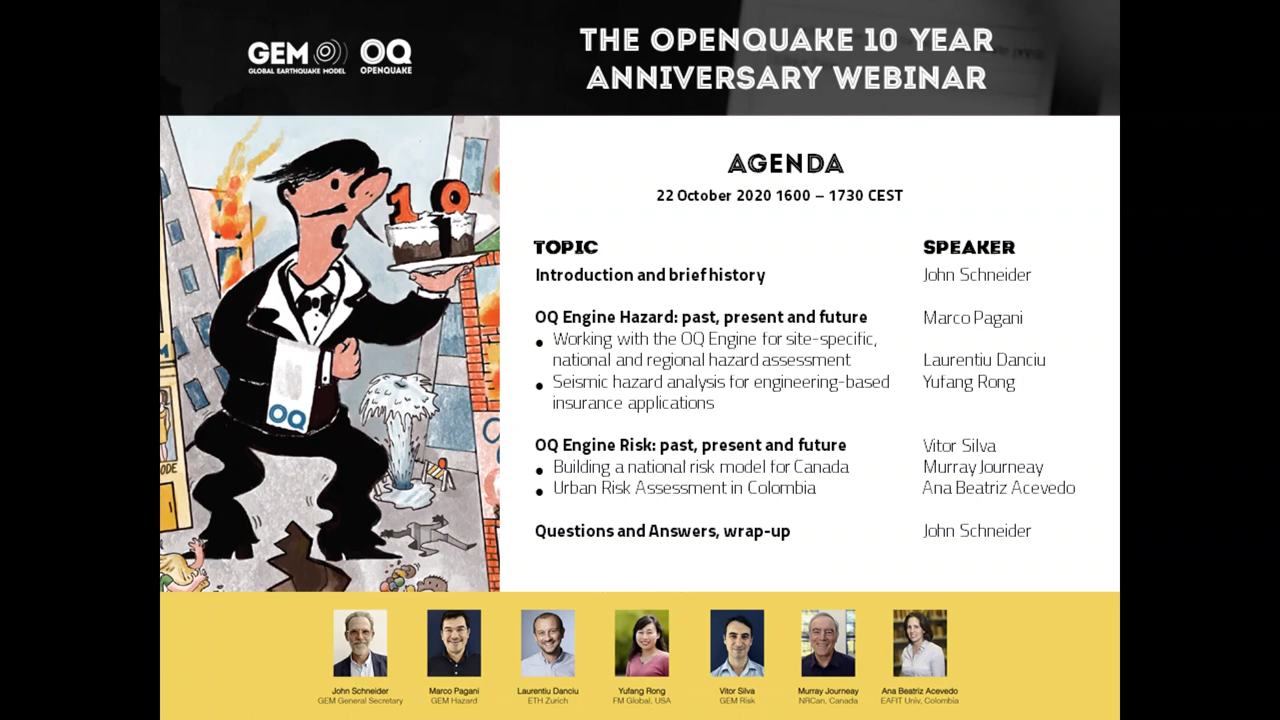 GEM
GLOBAL EARTHQUAKE MODEL
OQ
OPENQUAKE
THE OPENQUAKE 10 YEAR
ANNIVERSARY WEBINAR
10
1
OQ
ODE
AGENDA
22 October 2020 1600 – 1730 CEST
TOPIC SPEAKER
Introduction and brief history John Schneider
OQ Engine Hazard: past, present and future Marco Pagani
• Working with the OQ Engine for site-specific,
national and regional hazard assessment Laurentiu Danciu
• Seismic hazard analysis for engineering-based Yufang Rong
insurance applications
OQ Engine Risk: past, present and future Vitor Silva
• Building a national risk model for Canada Murray Journeay
• Urban Risk Assessment in Colombia Ana Beatriz Acevedo
Questions and Answers, wrap-up John Schneider
John Schneider
GEM General Secretary
Marco Pagani
GEM Hazard
Laurentiu Danciu
ETH Zurich
Yufang Rong
FM Global, USA
Vitor Silva
GEM Risk
Murray Journeay
NRCan, Canada
Ana Beatriz Acevedo
EAFIT Univ, Colombia